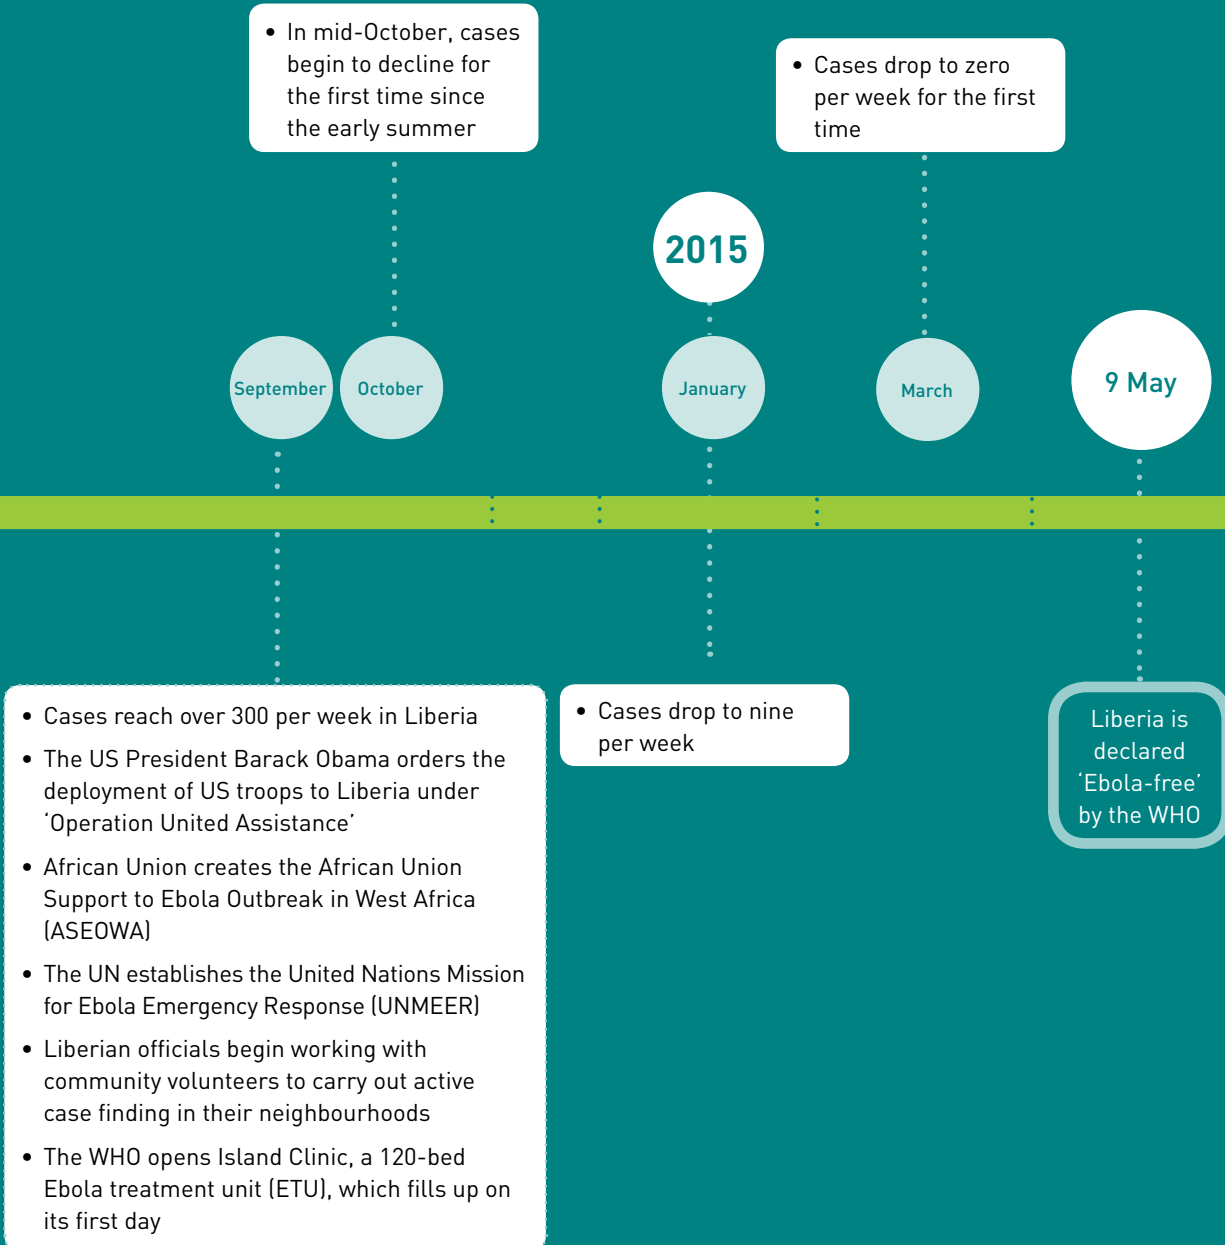 • In mid-October, cases
begin to decline for
the first time since
the early summer
• Cases drop to zero
per week for the first
time
2015
September
October
January
March
9 May
• Cases reach over 300 per week in Liberia
• The US President Barack Obama orders the
deployment of US troops to Liberia under
‘Operation United Assistance’
• African Union creates the African Union
Support to Ebola Outbreak in West Africa
(ASEOWA)
• The UN establishes the United Nations Mission
for Ebola Emergency Response (UNMEER)
• Liberian officials begin working with
community volunteers to carry out active
case finding in their neighbourhoods
• The WHO opens Island Clinic, a 120-bed
Ebola treatment unit (ETU), which fills up on
its first day
• Cases drop to nine
per week
Liberia is
declared
‘Ebola-free’
by the WHO